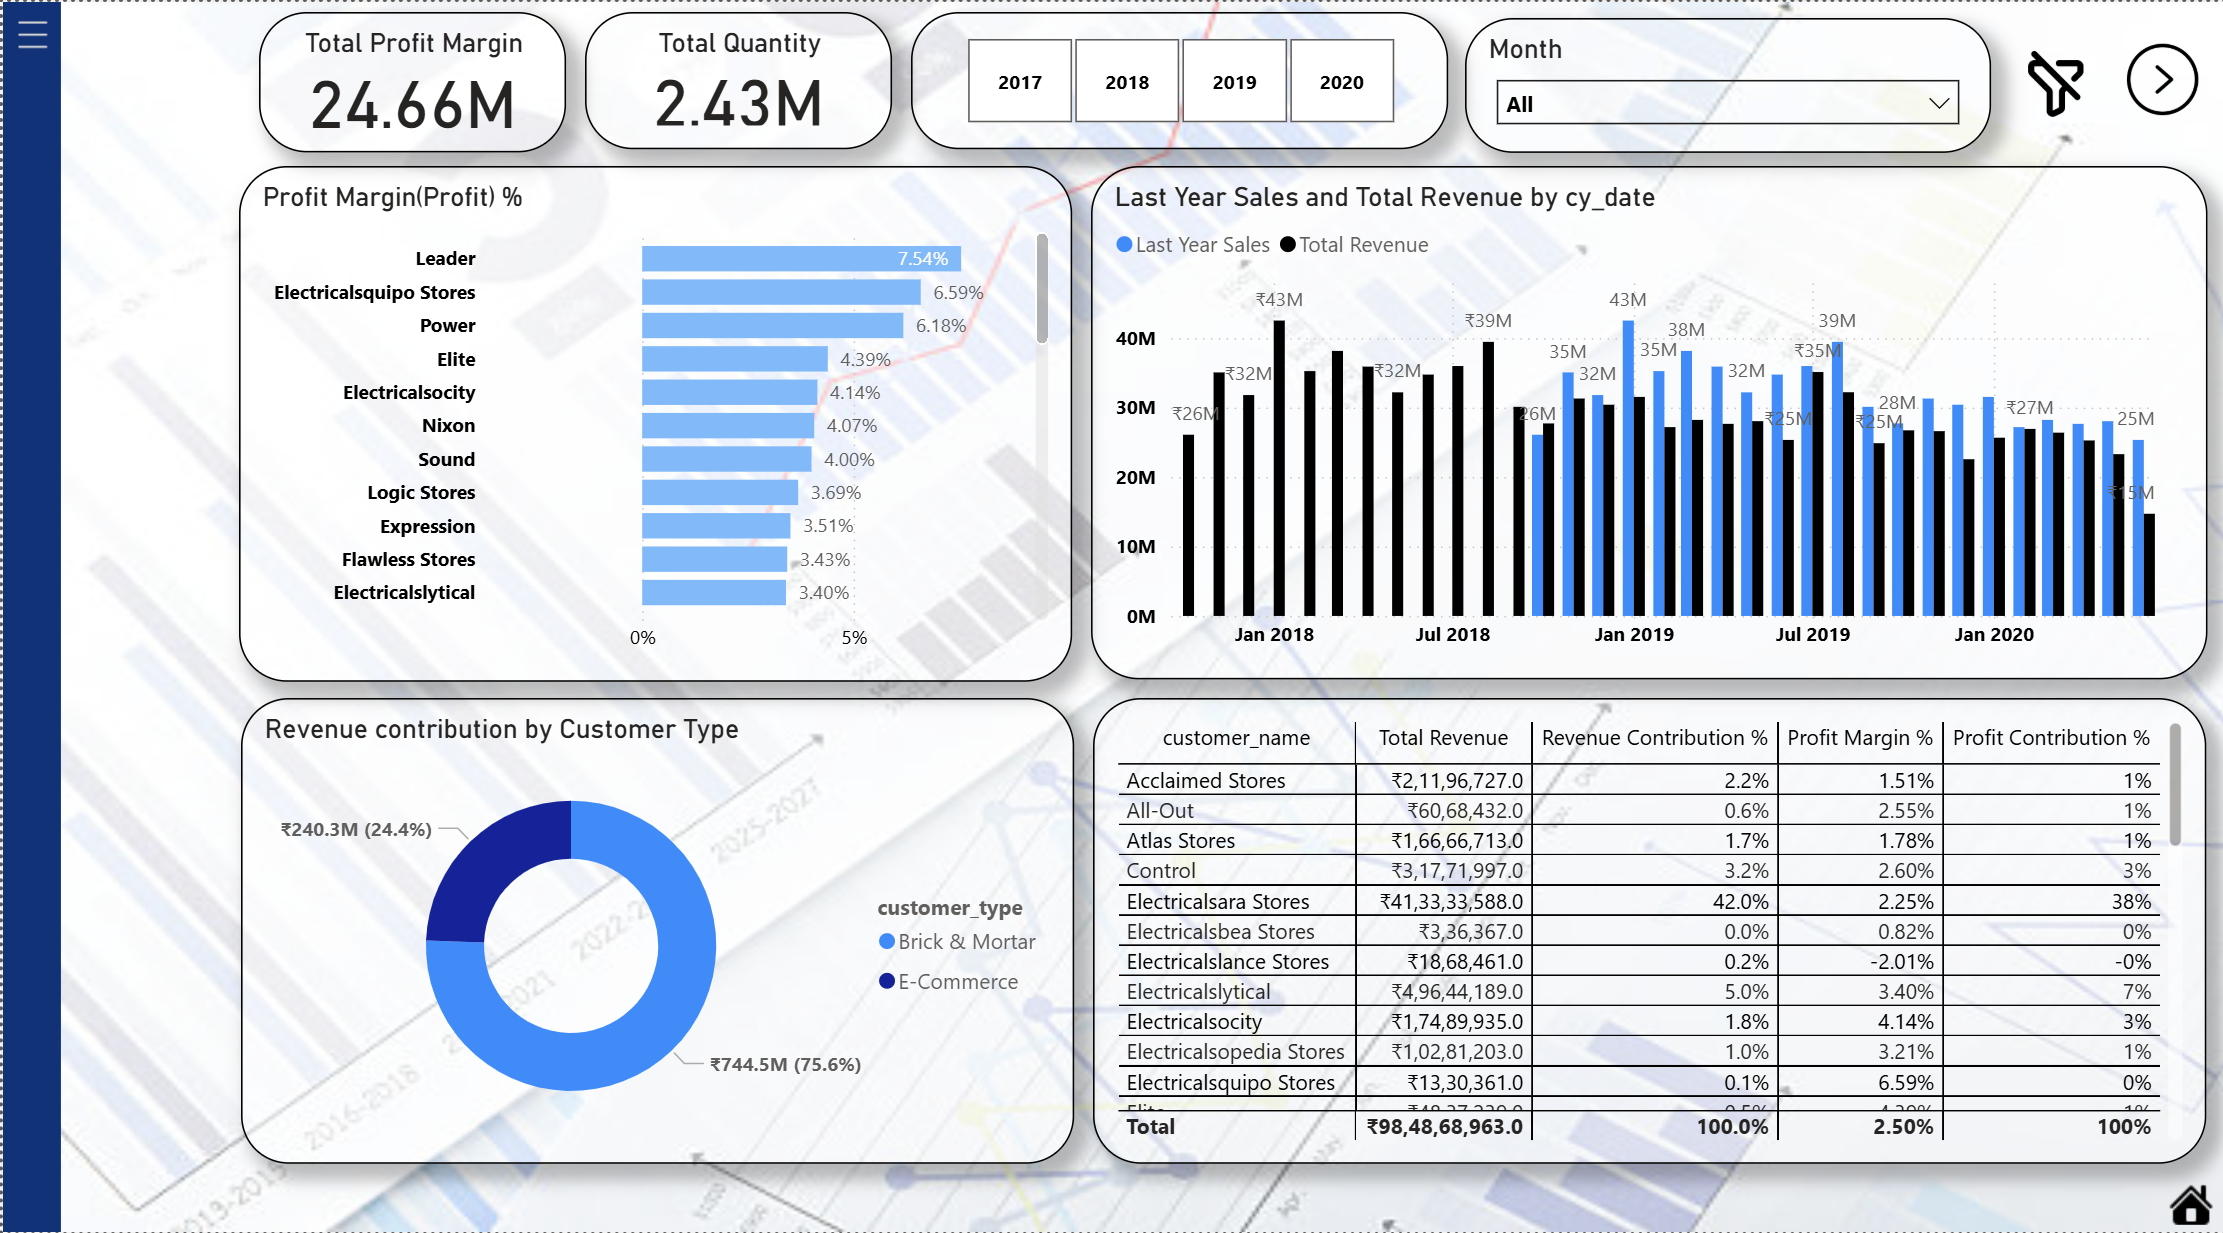 Total Profit Margin
24.66M
Total Quantity
2.43M
2017 2018 2019 2020
Month
All
Profit Margin(Profit) %
Leader 7.54%
Electricalsquipo Stores 6.59%
Power 6.18%
Elite 4.39%
Electricalsocity 4.14%
Nixon 4.07%
Sound 4.00%
Logic Stores 3.69%
Expression 3.51%
Flawless Stores 3.43%
Electricalslytical 3.40%
0% 5%
Last Year Sales and Total Revenue by cy_date
Last Year Sales Total Revenue
₹43M 43M ₹39M 38M 39M
35M ₹35M ₹35M
₹32M ₹32M 32M 32M
₹26M 26M ₹25M ₹25M 28M ₹27M 25M
₹15M
40M
30M
20M
10M
0M
Jan 2018 Jul 2018 Jan 2019 Jul 2019 Jan 2020
Revenue contribution by Customer Type
₹240.3M (24.4%)
₹744.5M (75.6%)
customer_type
Brick & Mortar
E-Commerce
customer_name Total Revenue Revenue Contribution % Profit Margin % Profit Contribution %
Acclaimed Stores ₹2,11,96,727.0 2.2% 1.51% 1%
All-Out ₹60,68,432.0 0.6% 2.55% 1%
Atlas Stores ₹1,66,66,713.0 1.7% 1.78% 1%
Control ₹3,17,71,997.0 3.2% 2.60% 3%
Electricalsara Stores ₹41,33,33,588.0 42.0% 2.25% 38%
Electricalsbea Stores ₹3,36,367.0 0.0% 0.82% 0%
Electricalslance Stores ₹18,68,461.0 0.2% -2.01% -0%
Electricalslytical ₹4,96,44,189.0 5.0% 3.40% 7%
Electricalsocity ₹1,74,89,935.0 1.8% 4.14% 3%
Electricalsopedia Stores ₹1,02,81,203.0 1.0% 3.21% 1%
Electricalsquipo Stores ₹13,30,361.0 0.1% 6.59% 0%
Total ₹98,48,68,963.0 100.0% 2.50% 100%
2025-2027
2016-2018